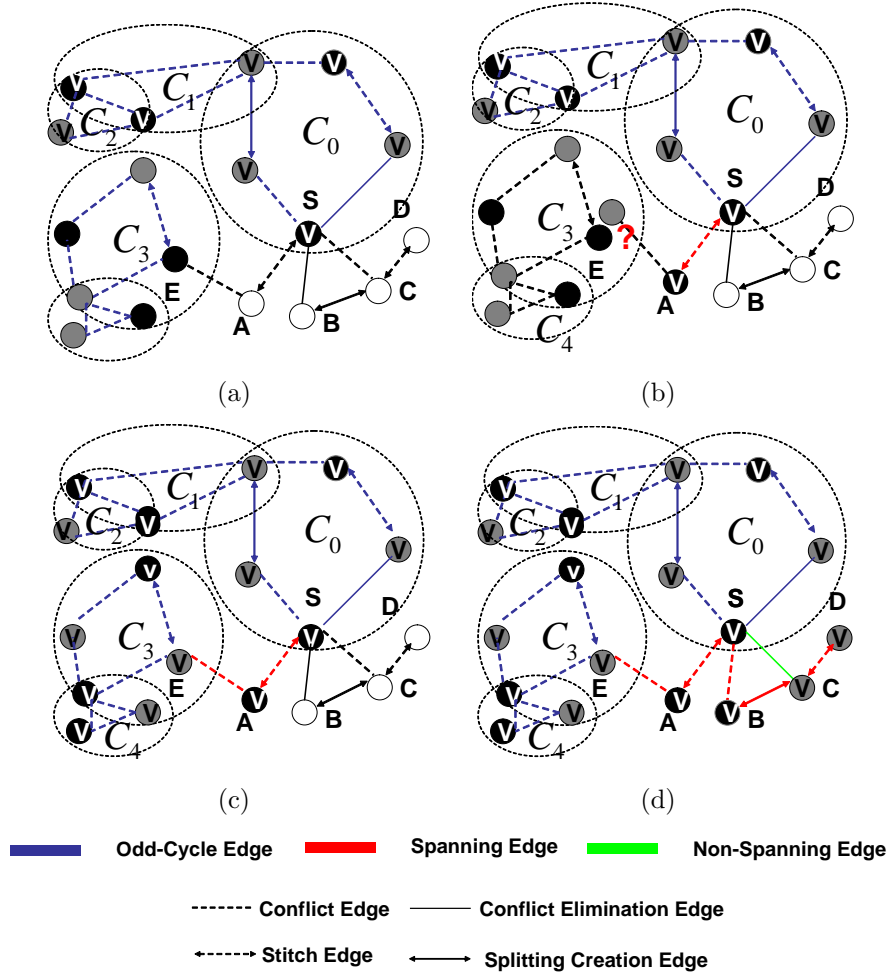 V V V
C₁
C₂ V
V
C₀ V
V
S
V D
C₃
E
A B C
(a)
V V V
C₁
C₂ V
V
C₀ V
V
S
V D
C₃
E ?
V
A B C
C₄
(b)
V V V
C₁
C₂ V
V
C₀ V
V
V
S
V D
V C₃ V
E
V V
A B C
V V
C₄
(c)
V V V
C₁
C₂ V
V
C₀ V
V
V
S D
V V
V C₃ V
E
V V V C
A B
V V
V C₄
(d)
Odd-Cycle Edge Spanning Edge Non-Spanning Edge
Conflict Edge Conflict Elimination Edge
Stitch Edge Splitting Creation Edge